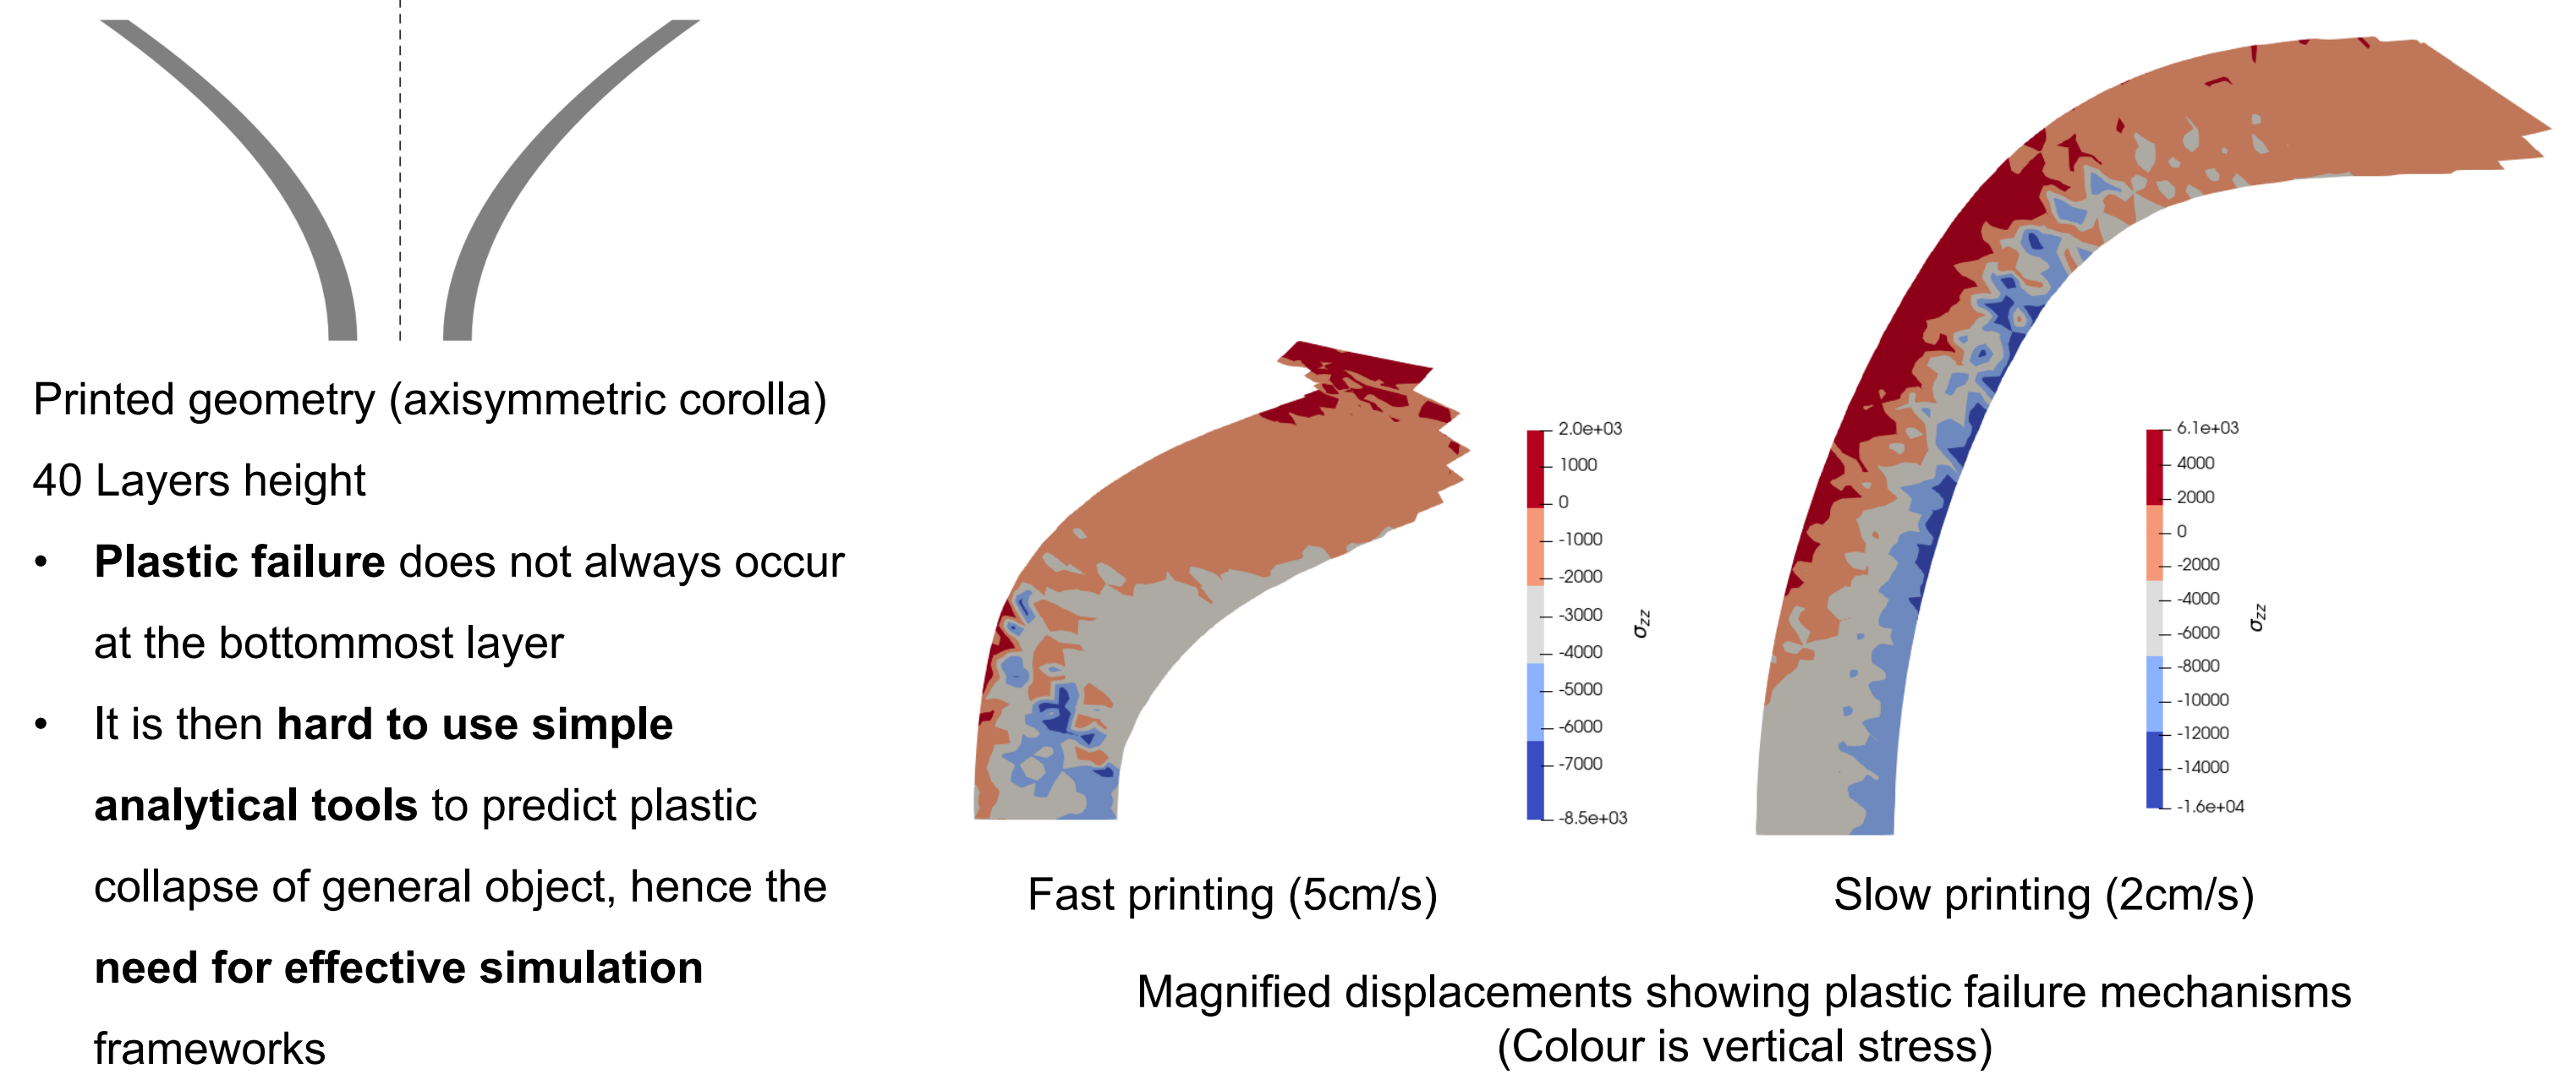 Printed geometry (axisymmetric corolla)
40 Layers height
• Plastic failure does not always occur
at the bottommost layer
• It is then hard to use simple
analytical tools to predict plastic
collapse of general object, hence the
need for effective simulation
frameworks
2.0e+03
1000
0
-1000
-2000
-3000
-4000
-5000
-6000
-7000
-8.5e+03
σzz
6.1e+03
4000
2000
0
-2000
-4000
-6000
-8000
-10000
-12000
-14000
-1.6e+04
σzz
Fast printing (5cm/s)
Slow printing (2cm/s)
Magnified displacements showing plastic failure mechanisms
(Colour is vertical stress)